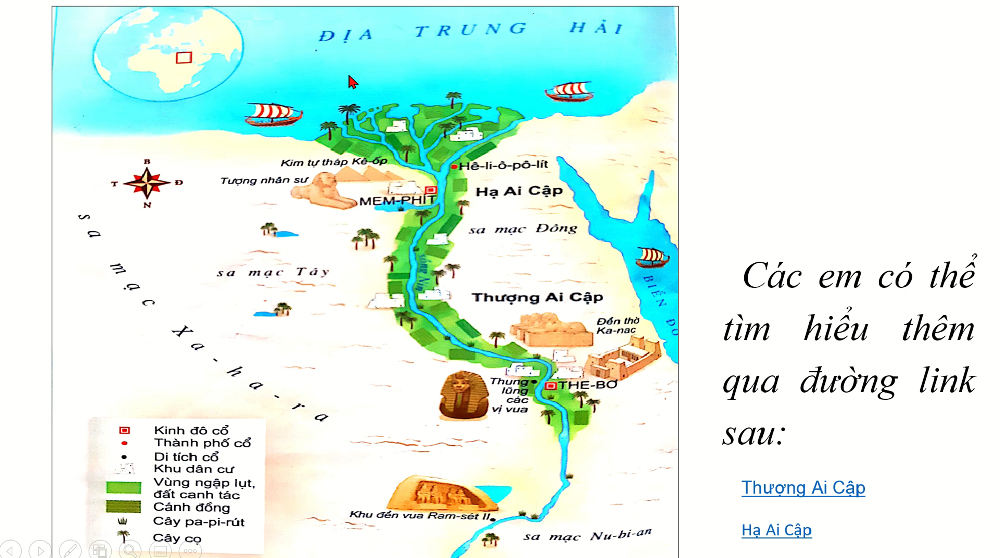 ĐỊA TRUNG HẢI
Kim tự tháp Kê-ốp
Hê-li-ô-pô-lít
B
T Đ
N
Tượng nhân sư
Hạ Ai Cập
MEM-PHÍT
sa mạc Đông
sa mạc Xa-ha-ra
sông Nin
sa mạc Tây
BIỂN ĐỎ
Thượng Ai Cập
Đền thờ
Ka-nac
Thung
lũng
các
vị vua
THE-BƠ
Kinh đô cổ
Thành phố cổ
Di tích cổ
Khu dân cư
Vùng ngập lụt,
đất canh tác
Cánh đồng
Cây pa-pi-rút
Cây cọ
Khu đền vua Ram-sét II
sa mạc Nu-bi-an
Các em có thể
tìm hiểu thêm
qua đường link
sau:
Thượng Ai Cập
Hạ Ai Cập